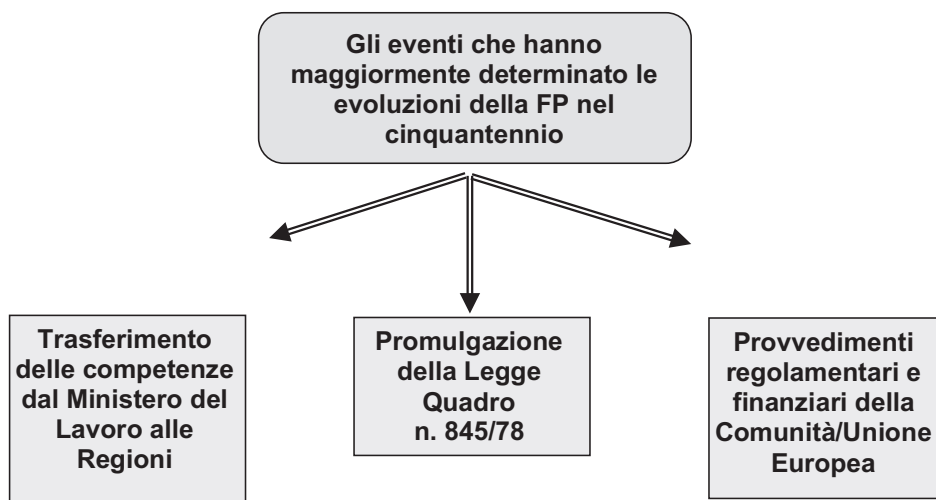 Gli eventi che hanno
maggiormente determinato le
evoluzioni della FP nel
cinquantennio
Trasferimento
delle competenze
dal Ministero del
Lavoro alle
Regioni
Promulgazione
della Legge
Quadro
n. 845/78
Provvedimenti
regolamentari e
finanziari della
Comunità/Unione
Europea